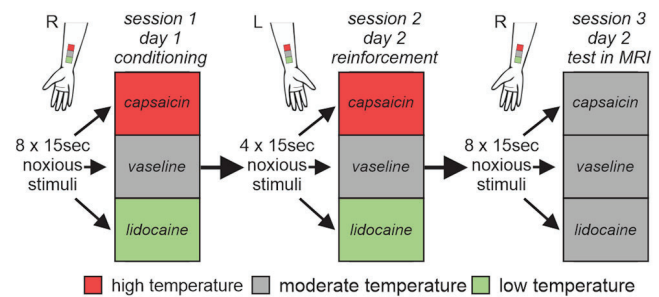 R
session 1
day 1
conditioning
L
session 2
day 2
reinforcement
R
session 3
day 2
test in MRI
8 x 15sec
noxious
stimuli
capsaicin
vaseline
lidocaine
4 x 15sec
noxious
stimuli
capsaicin
vaseline
lidocaine
8 x 15sec
noxious
stimuli
capsaicin
vaseline
lidocaine
high temperature
moderate temperature
low temperature